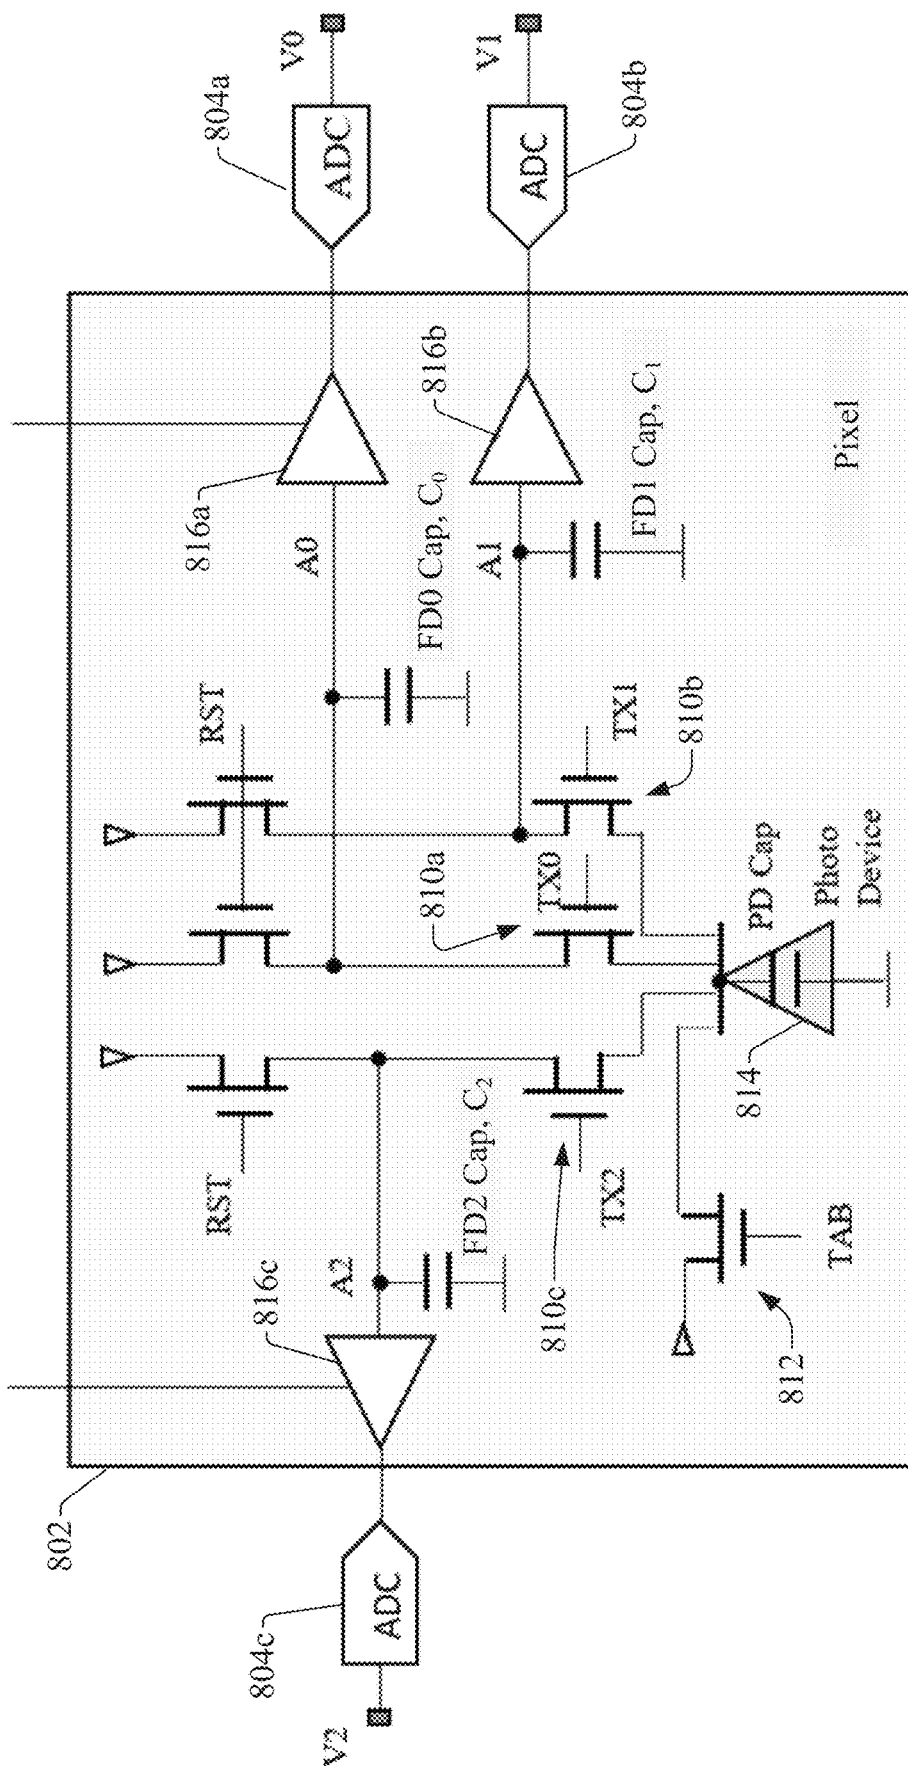 V0
804a
ADC
V1
804b
ADC
816a
816b
A0
FD0 Cap, C₀
A1
FD1 Cap, C₁
Pixel
RST
TX1
810b
810a
TX0
PD Cap
Photo
Device
814
RST
FD2 Cap, C₂
810c
TX2
A2
816c
TAB
812
802
804c
ADC
V2